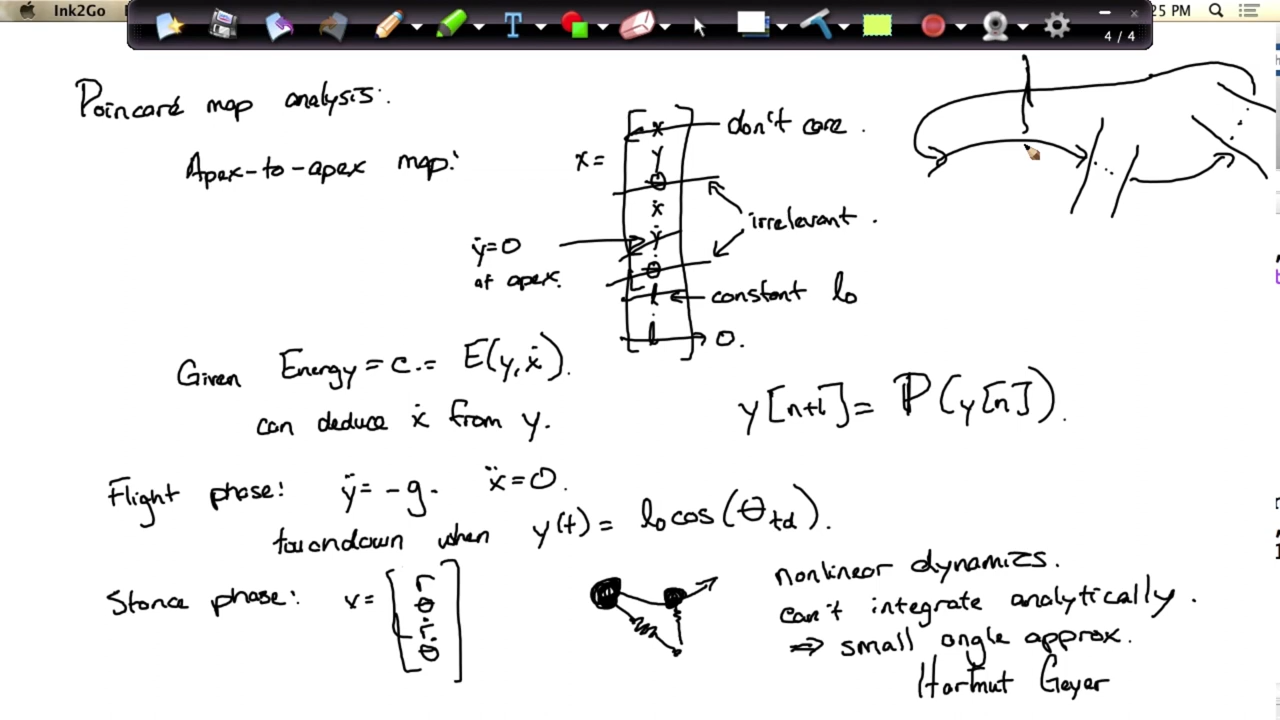 Ink2Go
25 PM
4 / 4
Poincaré map analysis:
Apex-to-apex map:
x = [x y θ ẋ ẏ θ̇ l l̇]
don't care.
irrelevant.
ẏ=0
at apex.
constant l₀
0.
Given Energy = c. = E(y, ẋ).
can deduce ẋ from y.
y[n+1] = ℙ(y[n]).
Flight phase: ÿ = -g. ẍ=0.
touchdown when y(t) = l₀ cos(θtd).
Stance phase: x = [r θ ṙ θ̇]
nonlinear dynamics.
can't integrate analytically.
⇒ small angle approx.
Hartmut Geyer